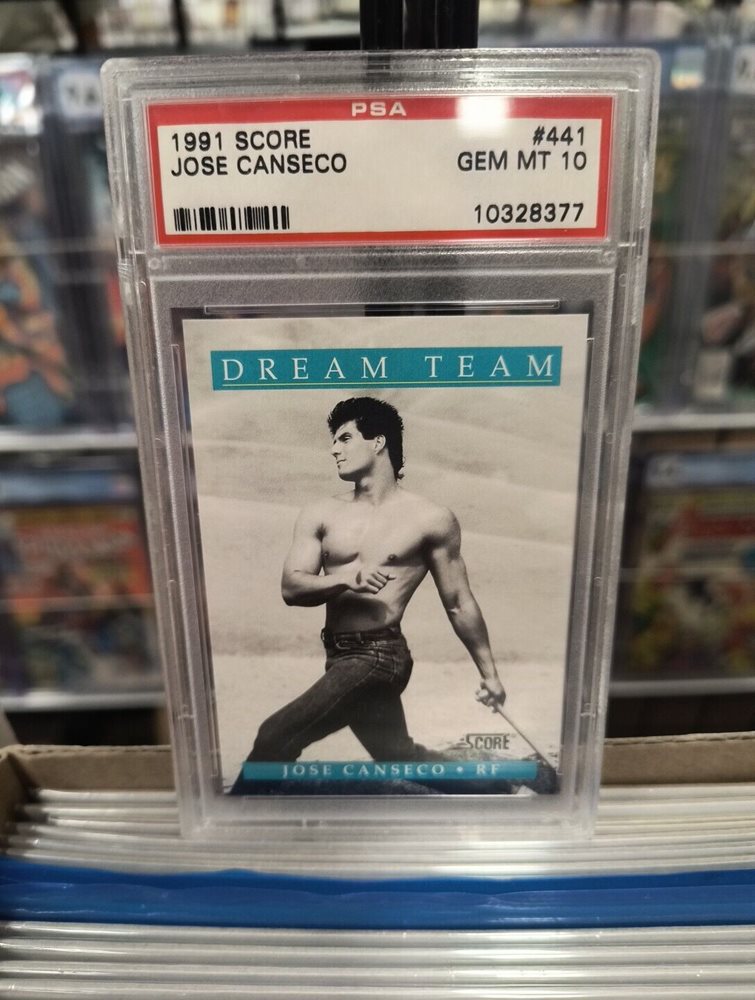 PSA
1991 SCORE #441
JOSE CANSECO GEM MT 10
10328377
DREAM TEAM
SCORE
JOSE CANSECO • RF